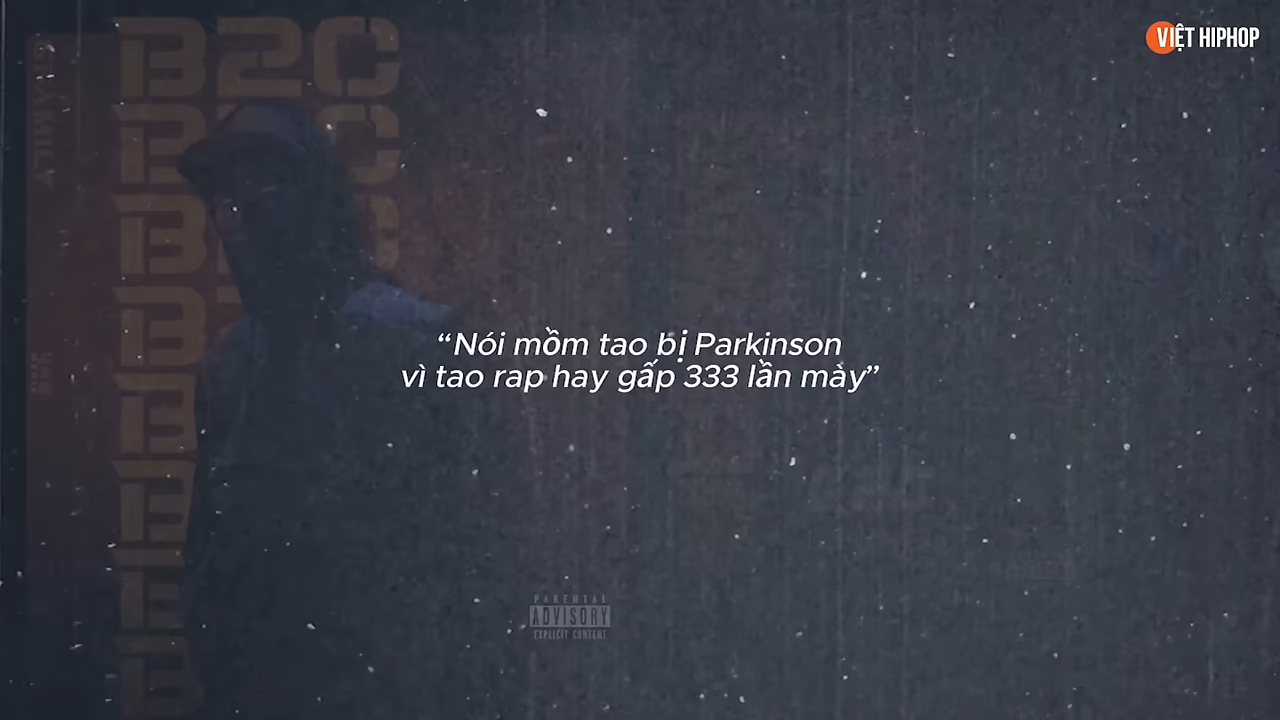 B2C
VIỆT HIPHOP
“Nói mồm tao bị Parkinson
vì tao rap hay gấp 333 lần mày”
PARENTAL
ADVISORY
EXPLICIT CONTENT